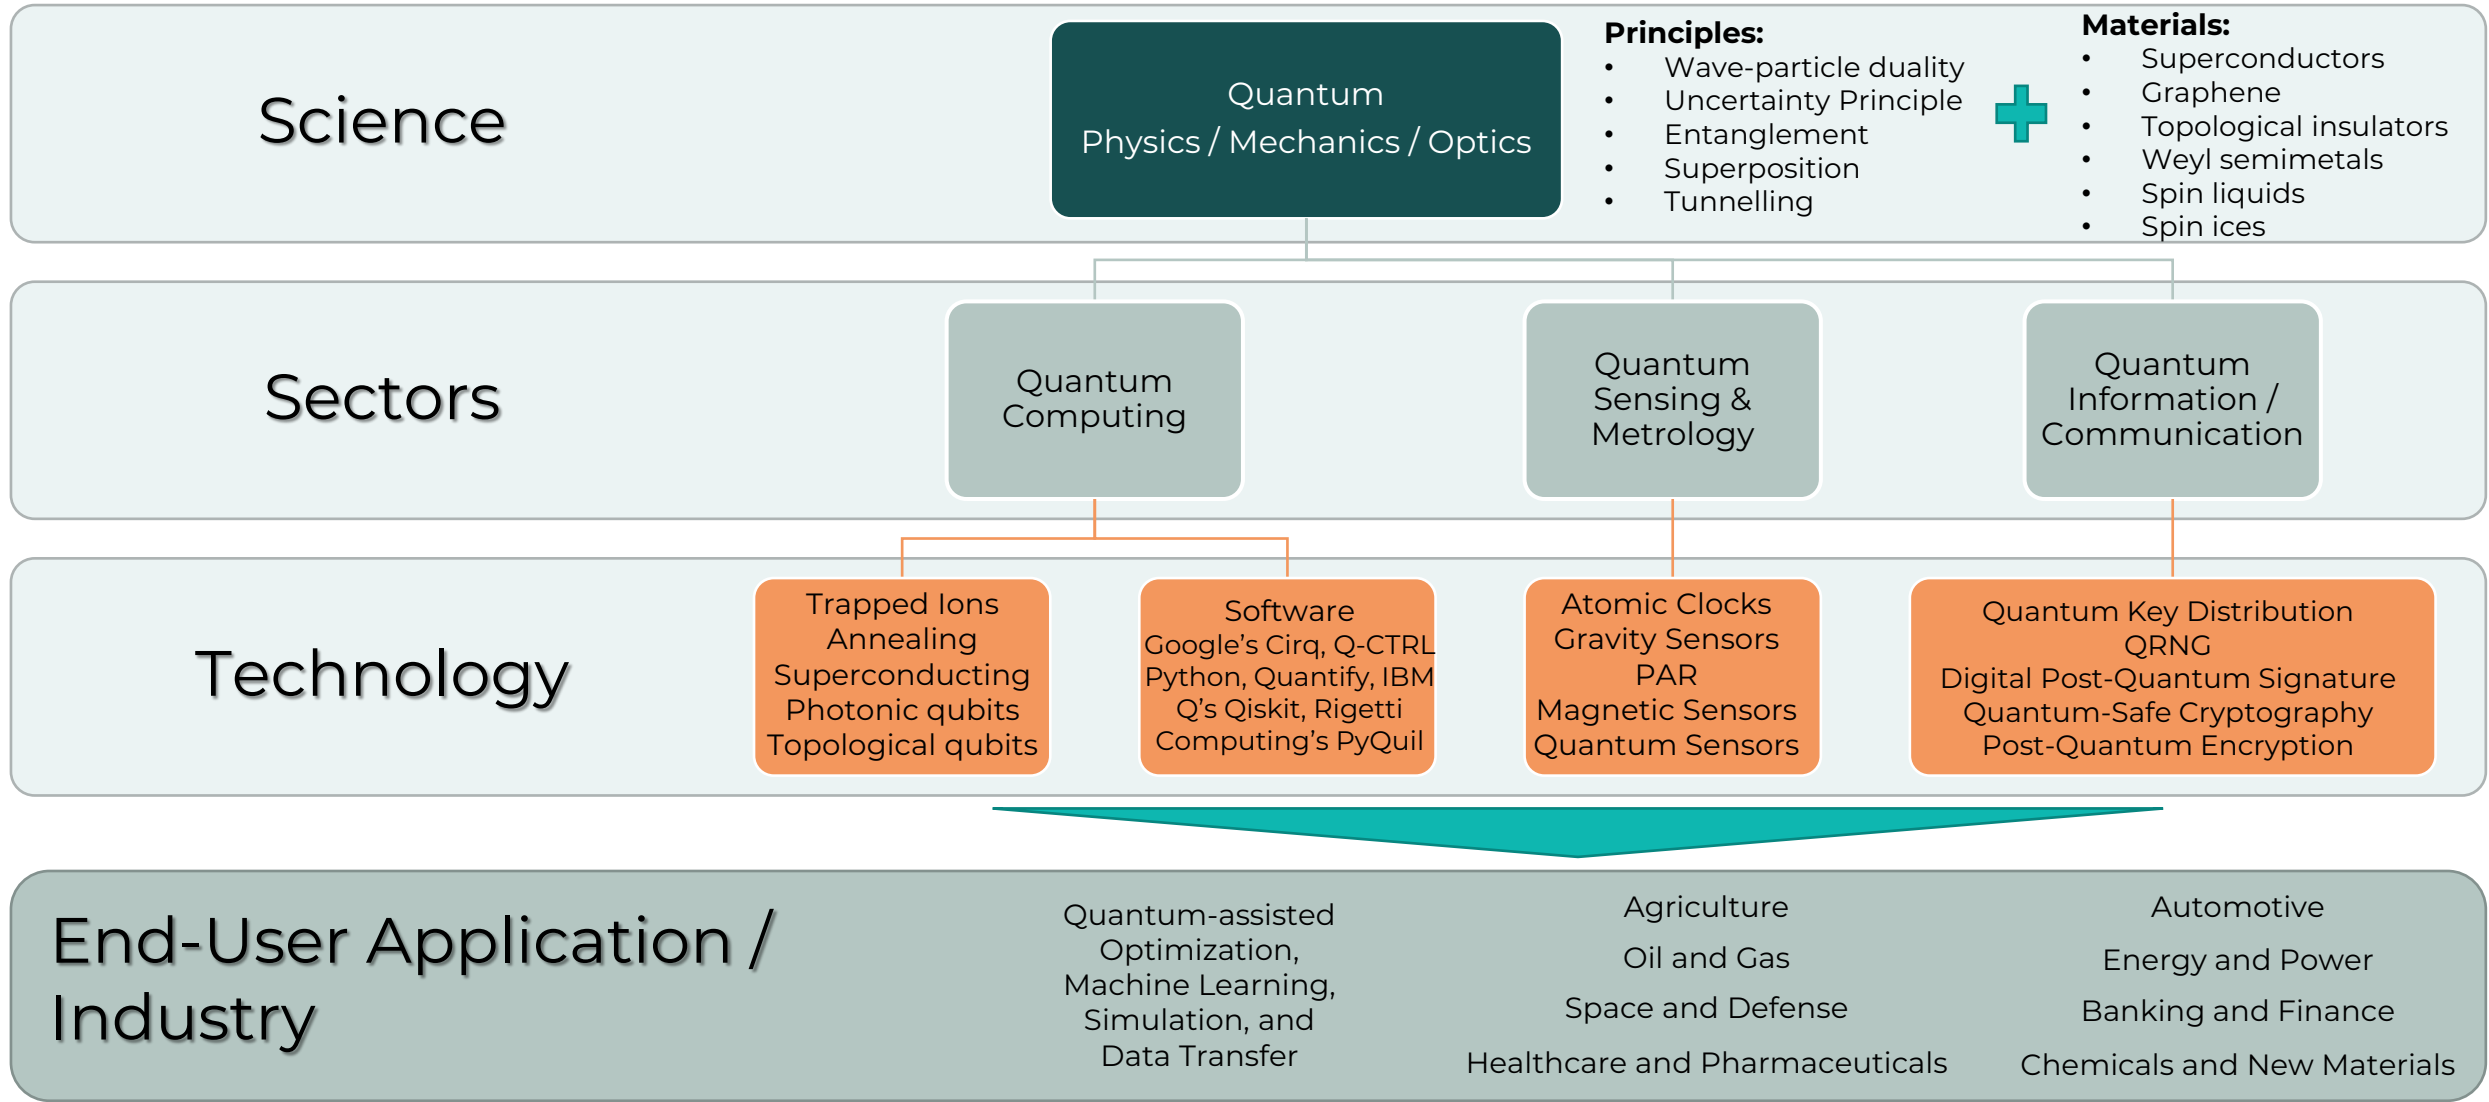 Science
Quantum
Physics / Mechanics / Optics
Principles:
• Wave-particle duality
• Uncertainty Principle
• Entanglement
• Superposition
• Tunnelling
Materials:
• Superconductors
• Graphene
• Topological insulators
• Weyl semimetals
• Spin liquids
• Spin ices
Sectors
Quantum
Computing
Quantum
Sensing &
Metrology
Quantum
Information /
Communication
Technology
Trapped Ions
Annealing
Superconducting
Photonic qubits
Topological qubits
Software
Google’s Cirq, Q-CTRL
Python, Quantify, IBM
Q’s Qiskit, Rigetti
Computing’s PyQuil
Atomic Clocks
Gravity Sensors
PAR
Magnetic Sensors
Quantum Sensors
Quantum Key Distribution
QRNG
Digital Post-Quantum Signature
Quantum-Safe Cryptography
Post-Quantum Encryption
End-User Application /
Industry
Quantum-assisted
Optimization,
Machine Learning,
Simulation, and
Data Transfer
Agriculture
Oil and Gas
Space and Defense
Healthcare and Pharmaceuticals
Automotive
Energy and Power
Banking and Finance
Chemicals and New Materials